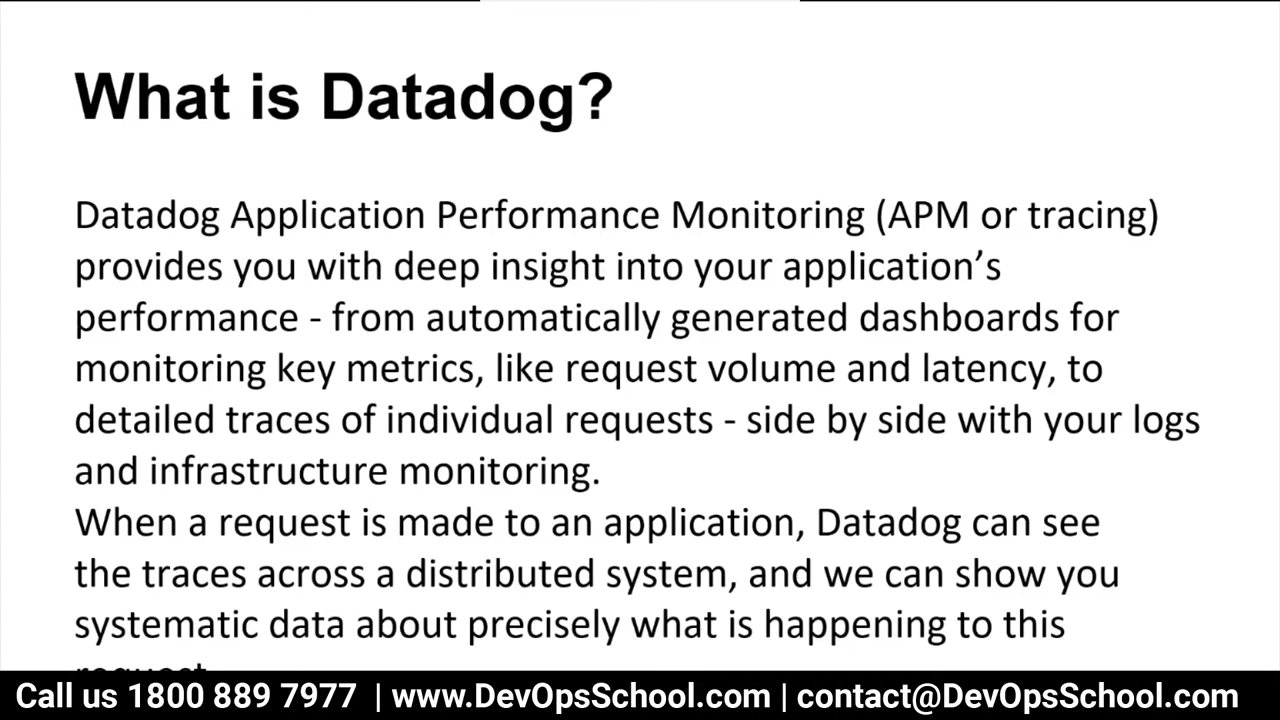 What is Datadog?
Datadog Application Performance Monitoring (APM or tracing)
provides you with deep insight into your application’s
performance - from automatically generated dashboards for
monitoring key metrics, like request volume and latency, to
detailed traces of individual requests - side by side with your logs
and infrastructure monitoring.
When a request is made to an application, Datadog can see
the traces across a distributed system, and we can show you
systematic data about precisely what is happening to this
Call us 1800 889 7977 | www.DevOpsSchool.com | contact@DevOpsSchool.com